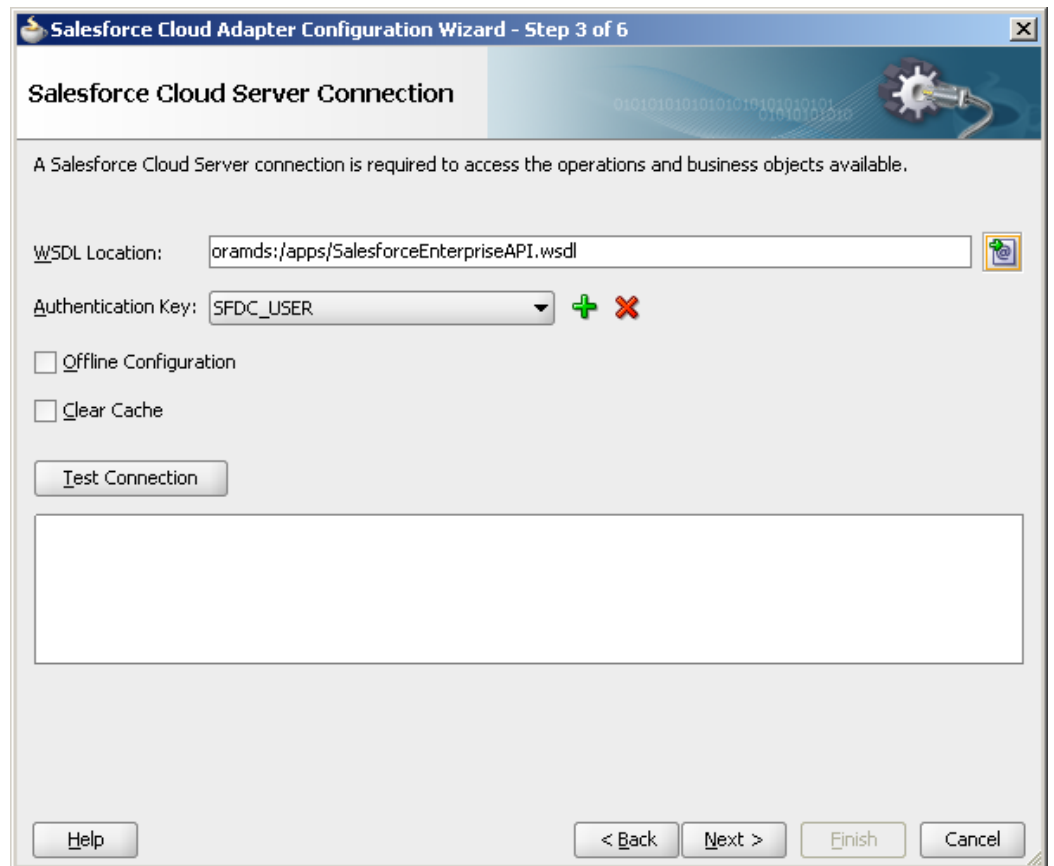 Salesforce Cloud Adapter Configuration Wizard - Step 3 of 6
Salesforce Cloud Server Connection
0101010101010101010101010101
01010101010
A Salesforce Cloud Server connection is required to access the operations and business objects available.
WSDL Location: oramds:/apps/SalesforceEnterpriseAPI.wsdl
Authentication Key: SFDC_USER
Offline Configuration
Clear Cache
Test Connection
Help < Back Next > Finish Cancel